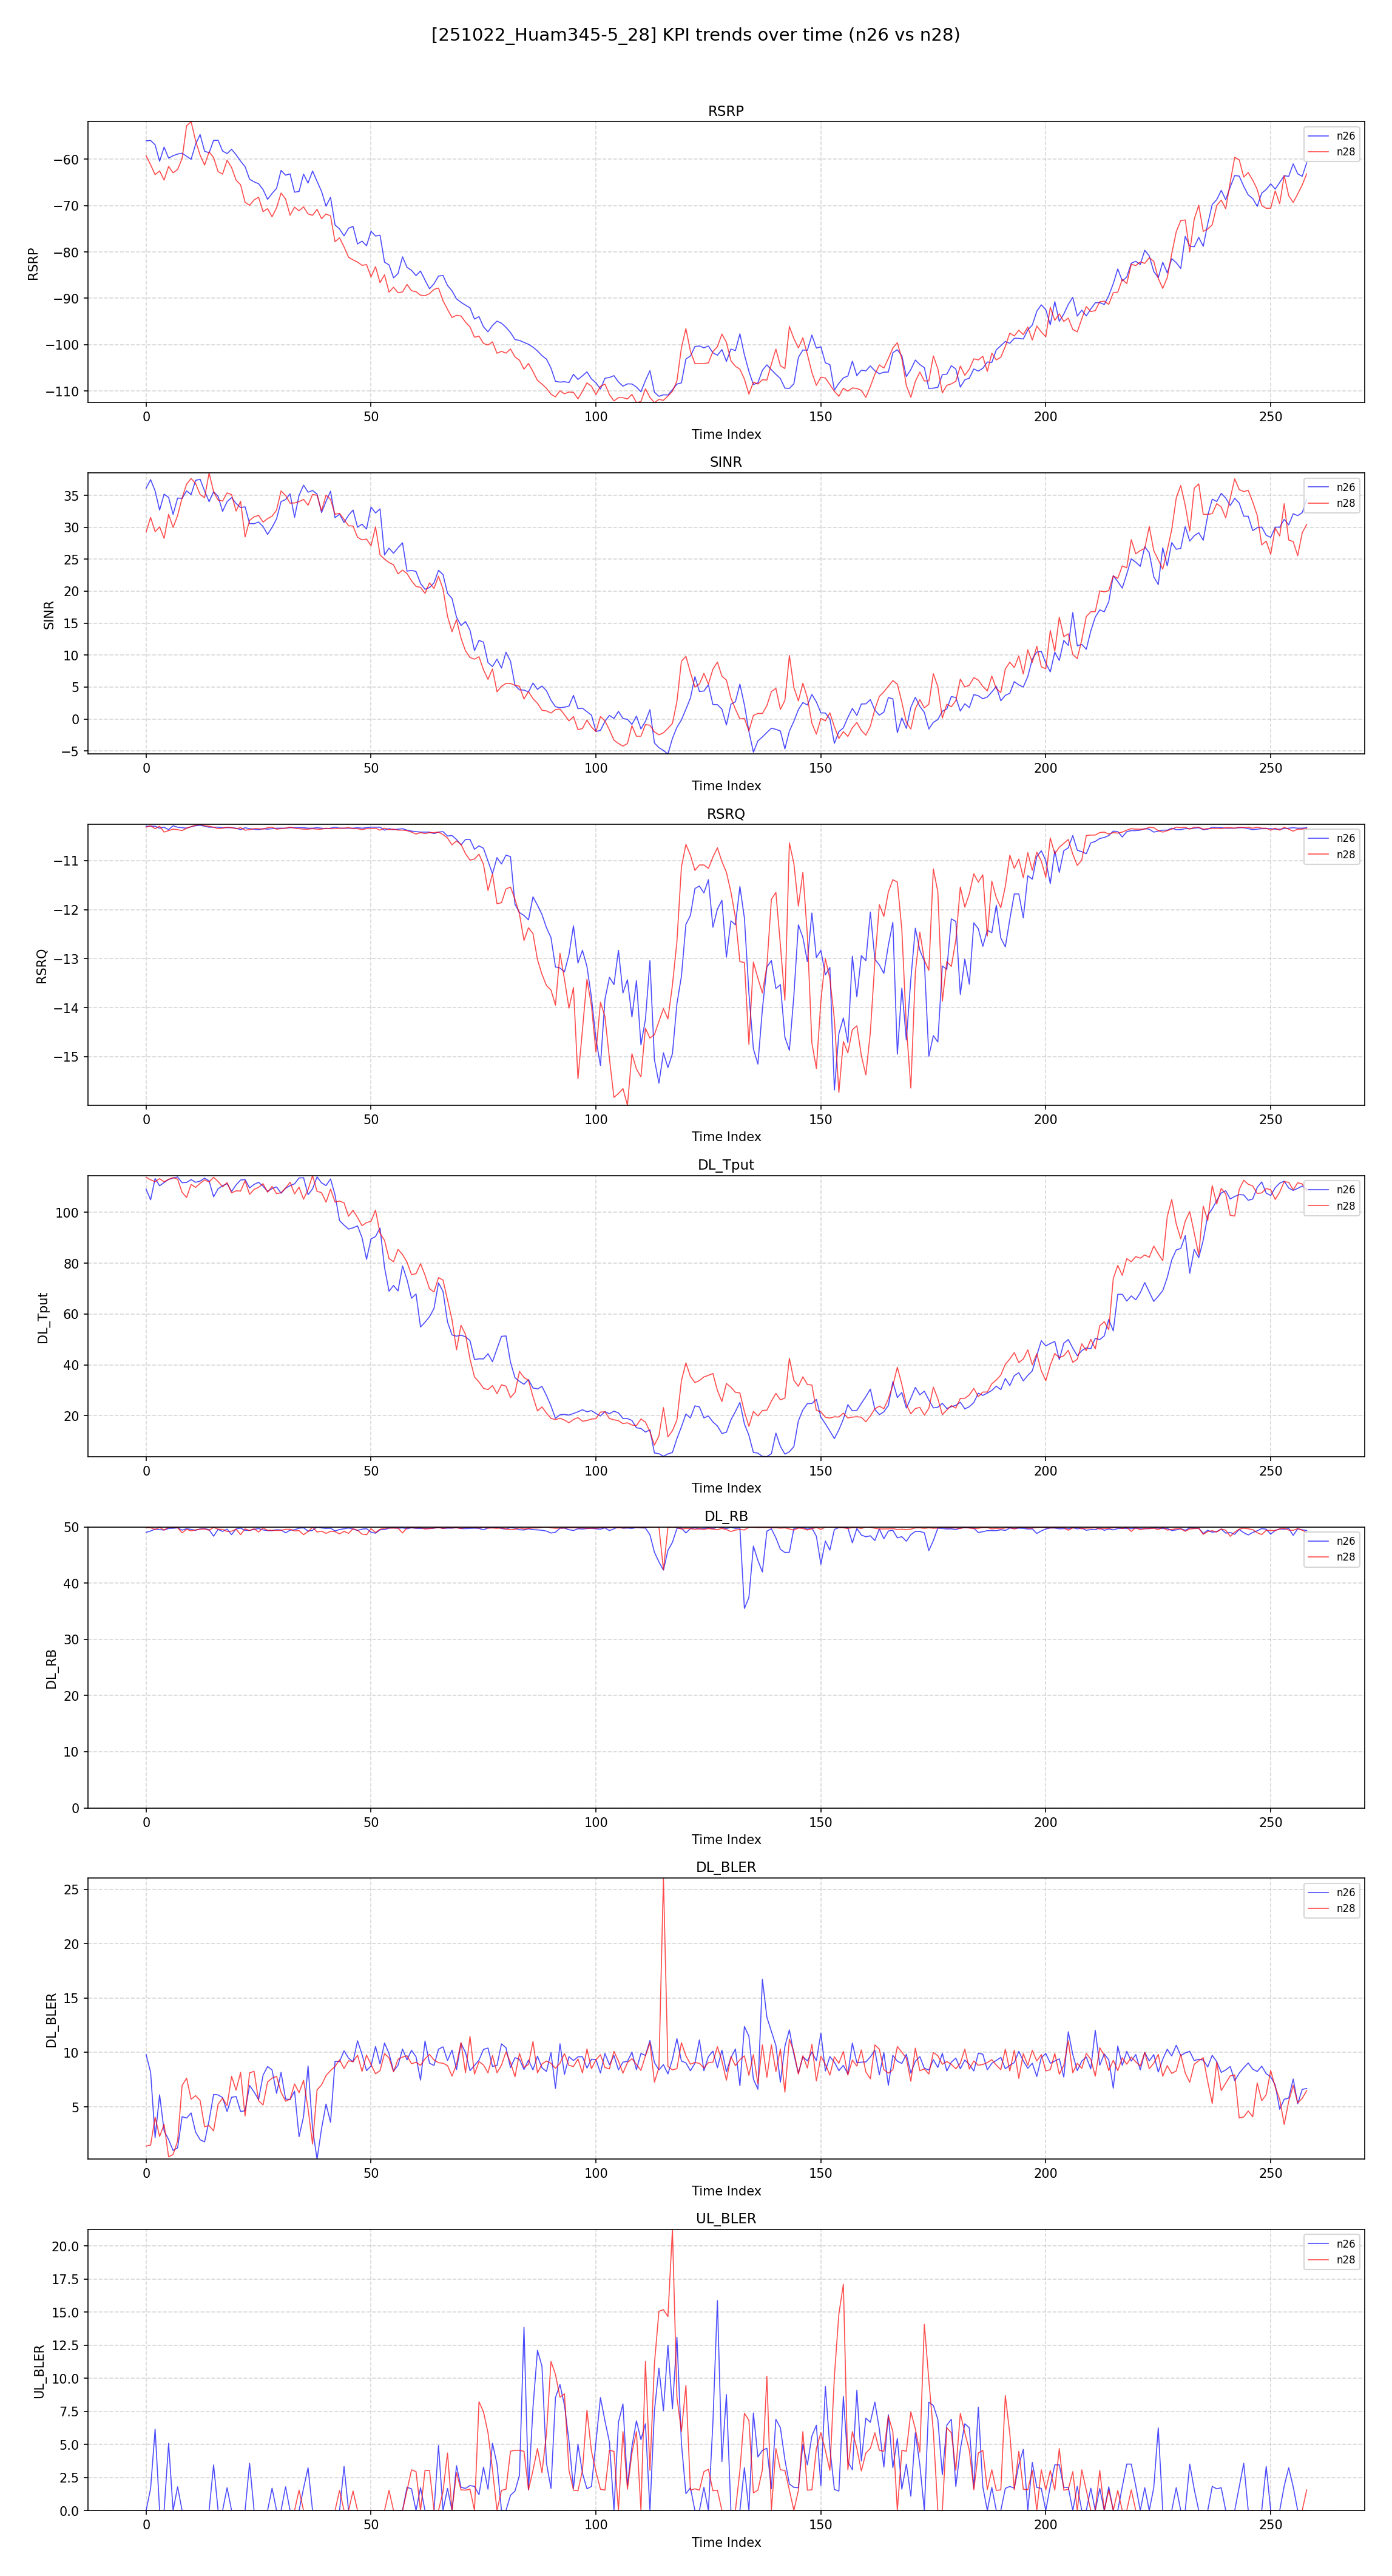 [251022_Huam345-5_28] KPI trends over time (n26 vs n28)
RSRP
n26
n28
RSRP
−60
−70
−80
−90
−100
−110
0 50 100 150 200 250
Time Index
SINR
n26
n28
SINR
35
30
25
20
15
10
5
0
−5
0 50 100 150 200 250
Time Index
RSRQ
n26
n28
RSRQ
−11
−12
−13
−14
−15
0 50 100 150 200 250
Time Index
DL_Tput
n26
n28
DL_Tput
100
80
60
40
20
0 50 100 150 200 250
Time Index
DL_RB
n26
n28
DL_RB
50
40
30
20
10
0
0 50 100 150 200 250
Time Index
DL_BLER
n26
n28
DL_BLER
25
20
15
10
5
0 50 100 150 200 250
Time Index
UL_BLER
n26
n28
UL_BLER
20.0
17.5
15.0
12.5
10.0
7.5
5.0
2.5
0.0
0 50 100 150 200 250
Time Index